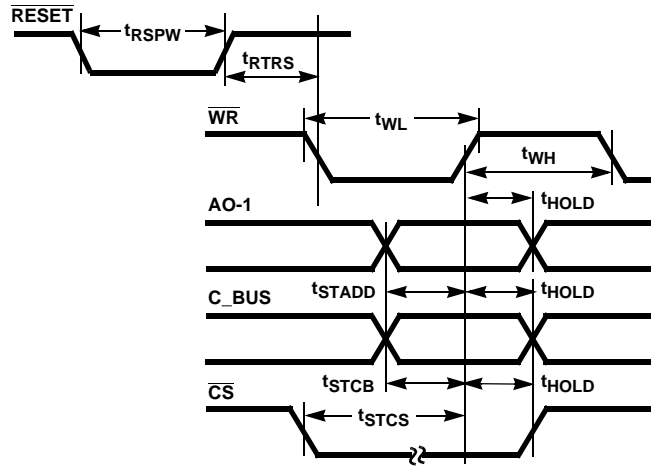 RESET
tRSPW
tRTRS
WR
tWL
tWH
AO-1
tHOLD
tSTADD
tHOLD
C_BUS
tSTCB
tHOLD
CS
tSTCS